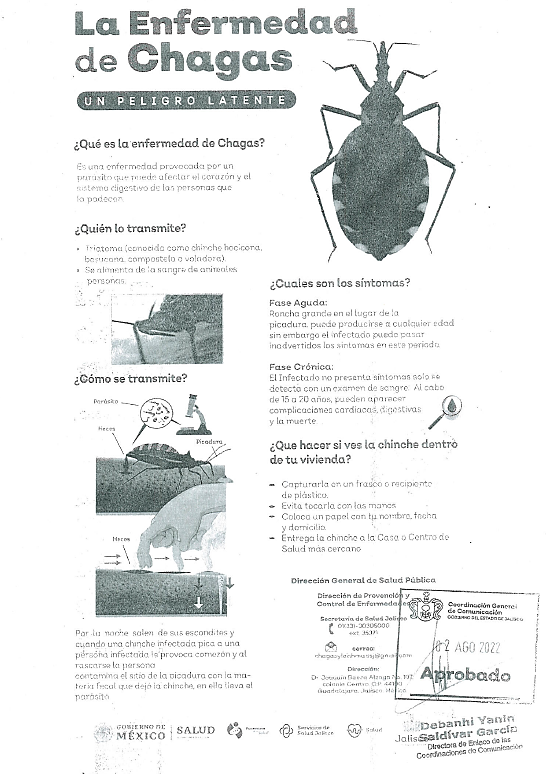 La Enfermedad
de Chagas
UN PELIGRO LATENTE
¿Qué es la enfermedad de Chagas?
Es una enfermedad provocada por un
parásito que puede afectar el corazón y el
sistema digestivo de las personas que
la padecen.
¿Quién lo transmite?
• Triatoma (conocida como chinche hocicona,
besucona, compostela o voladora).
• Se alimenta de la sangre de animales
personas.
¿Cómo se transmite?
Parásito
Heces
Picadura
Heces
Por la noche salen de sus esconditos y
cuando una chinche infectada pica a una
persona infectada le provoca comezón y al
rascarse la persona
contamina el sitio de la picadura con la ma-
teria fecal que dejó la chinche, en ella lleva el
parásito
¿Cuales son los síntomas?
Fase Aguda:
Roncha grande en el lugar de la
picadura, puede producirse a cualquier edad
sin embargo el infectado puede pasar
inadvertidos los síntomas en este periodo.
Fase Crónica:
El Infectado no presenta síntomas solo se
detecta con un examen de sangre. Al cabo
de 15 a 20 años, pueden aparecer
complicaciones cardiacas, digestivas
y la muerte.
¿Que hacer si ves la chinche dentro
de tu vivienda?
- Capturarla en un frasco o recipiente
de plástico.
- Evita tocarla con las manos
- Coloca un papel con tu nombre, fecha
y domicilio
- Entrega la chinche a la Casa o Centro de
Salud más cercano
Dirección General de Salud Pública
Dirección de Prevención y
Control de Enfermedades
Secretaría de Salud Jalisco
ext. 35071
correo:
Dirección:
colonia Centro, C.P. 44100
Guadalajara, Jalisco, México
Coordinación General
de Comunicación
GOBIERNO DEL ESTADO DE JALISCO
02 AGO 2022
Aprobado
Debanhi Yanin
Saldívar García
Directora de Enlace de las
Coordinaciones de Comunicación
GOBIERNO DE
MÉXICO
SALUD
Servicios de
Salud Jalisco
Salud
Jalisco